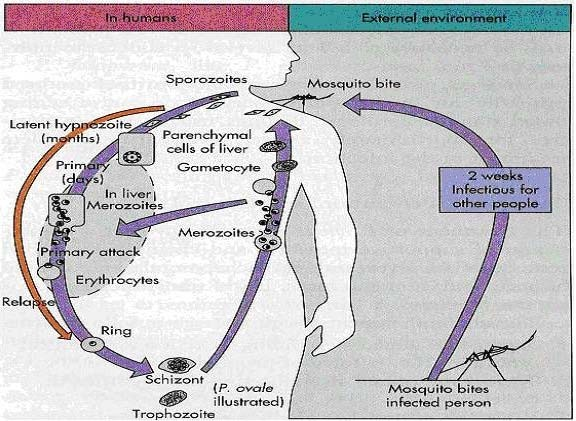 In humans
External environment
Sporozoites
Mosquito bite
Latent hypnozoite
(months)
Parenchymal
cells of liver
Gametocyte
Primary
(days)
In liver
Merozoites
2 weeks
Infectious for
other people
Merozoites
Primary attack
Erythrocytes
Relapse
Ring
Schizont
(P. ovale
illustrated)
Trophozoite
Mosquito bites
infected person